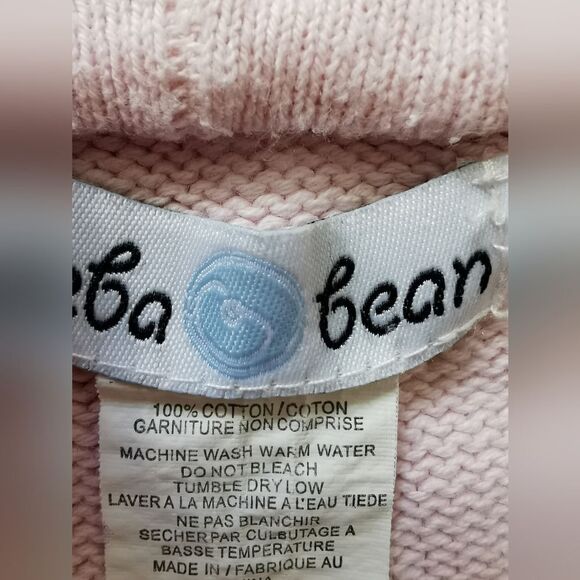 bean
100% COTTON/COTON
GARNITURE NON COMPRISE
MACHINE WASH WARM WATER
DO NOT BLEACH
TUMBLE DRY LOW
LAVER A LA MACHINE A L'EAU TIEDE
NE PAS BLANCHIR
SECHER PAR CULBUTAGE A
BASSE TEMPERATURE
MADE IN / FABRIQUE AU